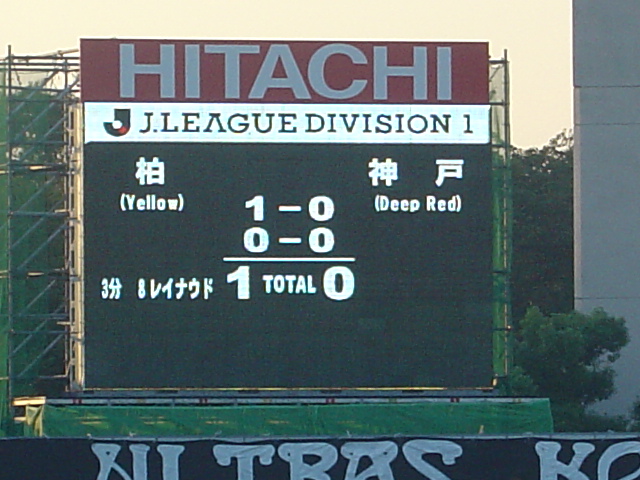 HITACHI
J.LEAGUE DIVISION 1
柏 神戸
(Yellow) (Deep Red)
1-0
0-0
1 TOTAL 0
3分 8 レイナウド
ULTRAS